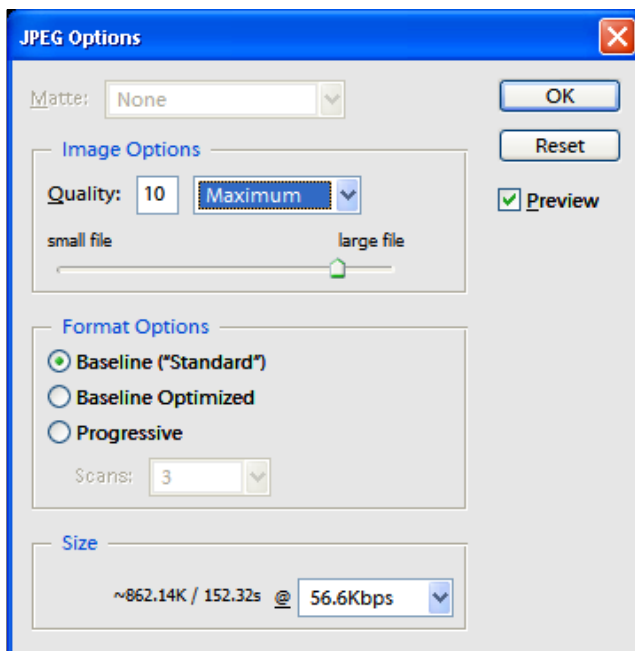 JPEG Options
Matte: None
OK
Reset
Preview
Image Options
Quality: 10 Maximum
small file large file
Format Options
Baseline ("Standard")
Baseline Optimized
Progressive
Scans: 3
Size
~862.14K / 152.32s @ 56.6Kbps